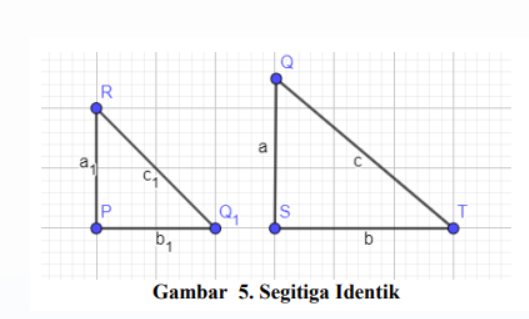 Q
R
a
a₁
c
c₁
P
Q₁
S
T
b₁
b
Gambar 5. Segitiga Identik